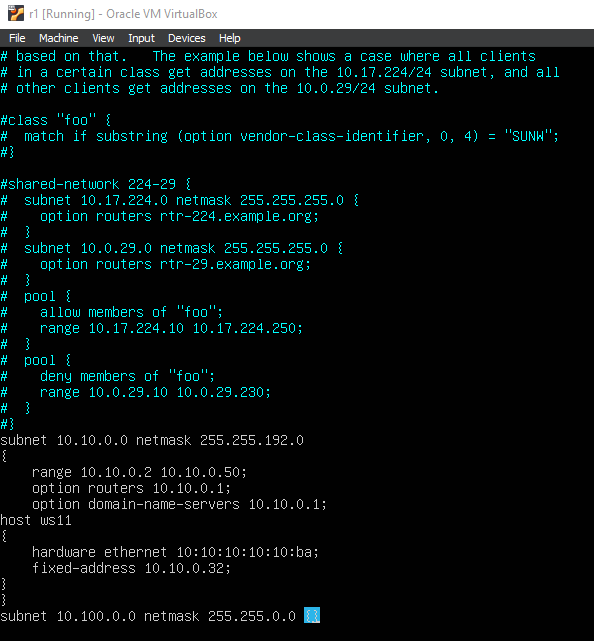 r1 [Running] - Oracle VM VirtualBox
File Machine View Input Devices Help
# based on that.   The example below shows a case where all clients
# in a certain class get addresses on the 10.17.224/24 subnet, and all
# other clients get addresses on the 10.0.29/24 subnet.

#class "foo" {
#  match if substring (option vendor-class-identifier, 0, 4) = "SUNW";
#}

#shared-network 224-29 {
#  subnet 10.17.224.0 netmask 255.255.255.0 {
#    option routers rtr-224.example.org;
#  }
#  subnet 10.0.29.0 netmask 255.255.255.0 {
#    option routers rtr-29.example.org;
#  }
#  pool {
#    allow members of "foo";
#    range 10.17.224.10 10.17.224.250;
#  }
#  pool {
#    deny members of "foo";
#    range 10.0.29.10 10.0.29.230;
#  }
#}
subnet 10.10.0.0 netmask 255.255.192.0
{
    range 10.10.0.2 10.10.0.50;
    option routers 10.10.0.1;
    option domain-name-servers 10.10.0.1;
host ws11
{
    hardware ethernet 10:10:10:10:10:ba;
    fixed-address 10.10.0.32;
}
}
subnet 10.100.0.0 netmask 255.255.0.0 {}